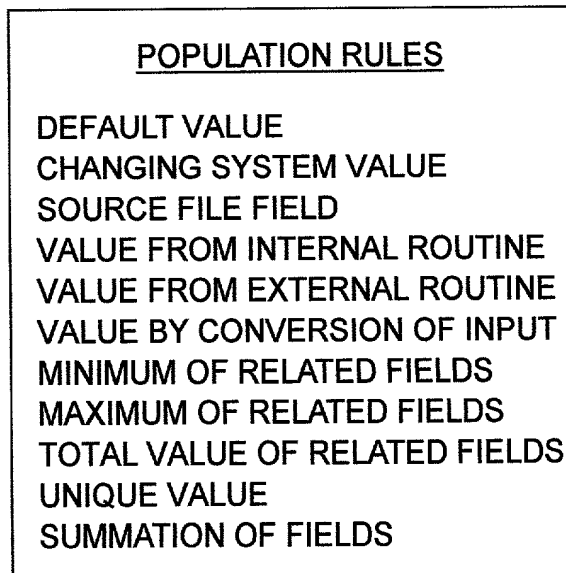 POPULATION RULES
DEFAULT VALUE
CHANGING SYSTEM VALUE
SOURCE FILE FIELD
VALUE FROM INTERNAL ROUTINE
VALUE FROM EXTERNAL ROUTINE
VALUE BY CONVERSION OF INPUT
MINIMUM OF RELATED FIELDS
MAXIMUM OF RELATED FIELDS
TOTAL VALUE OF RELATED FIELDS
UNIQUE VALUE
SUMMATION OF FIELDS